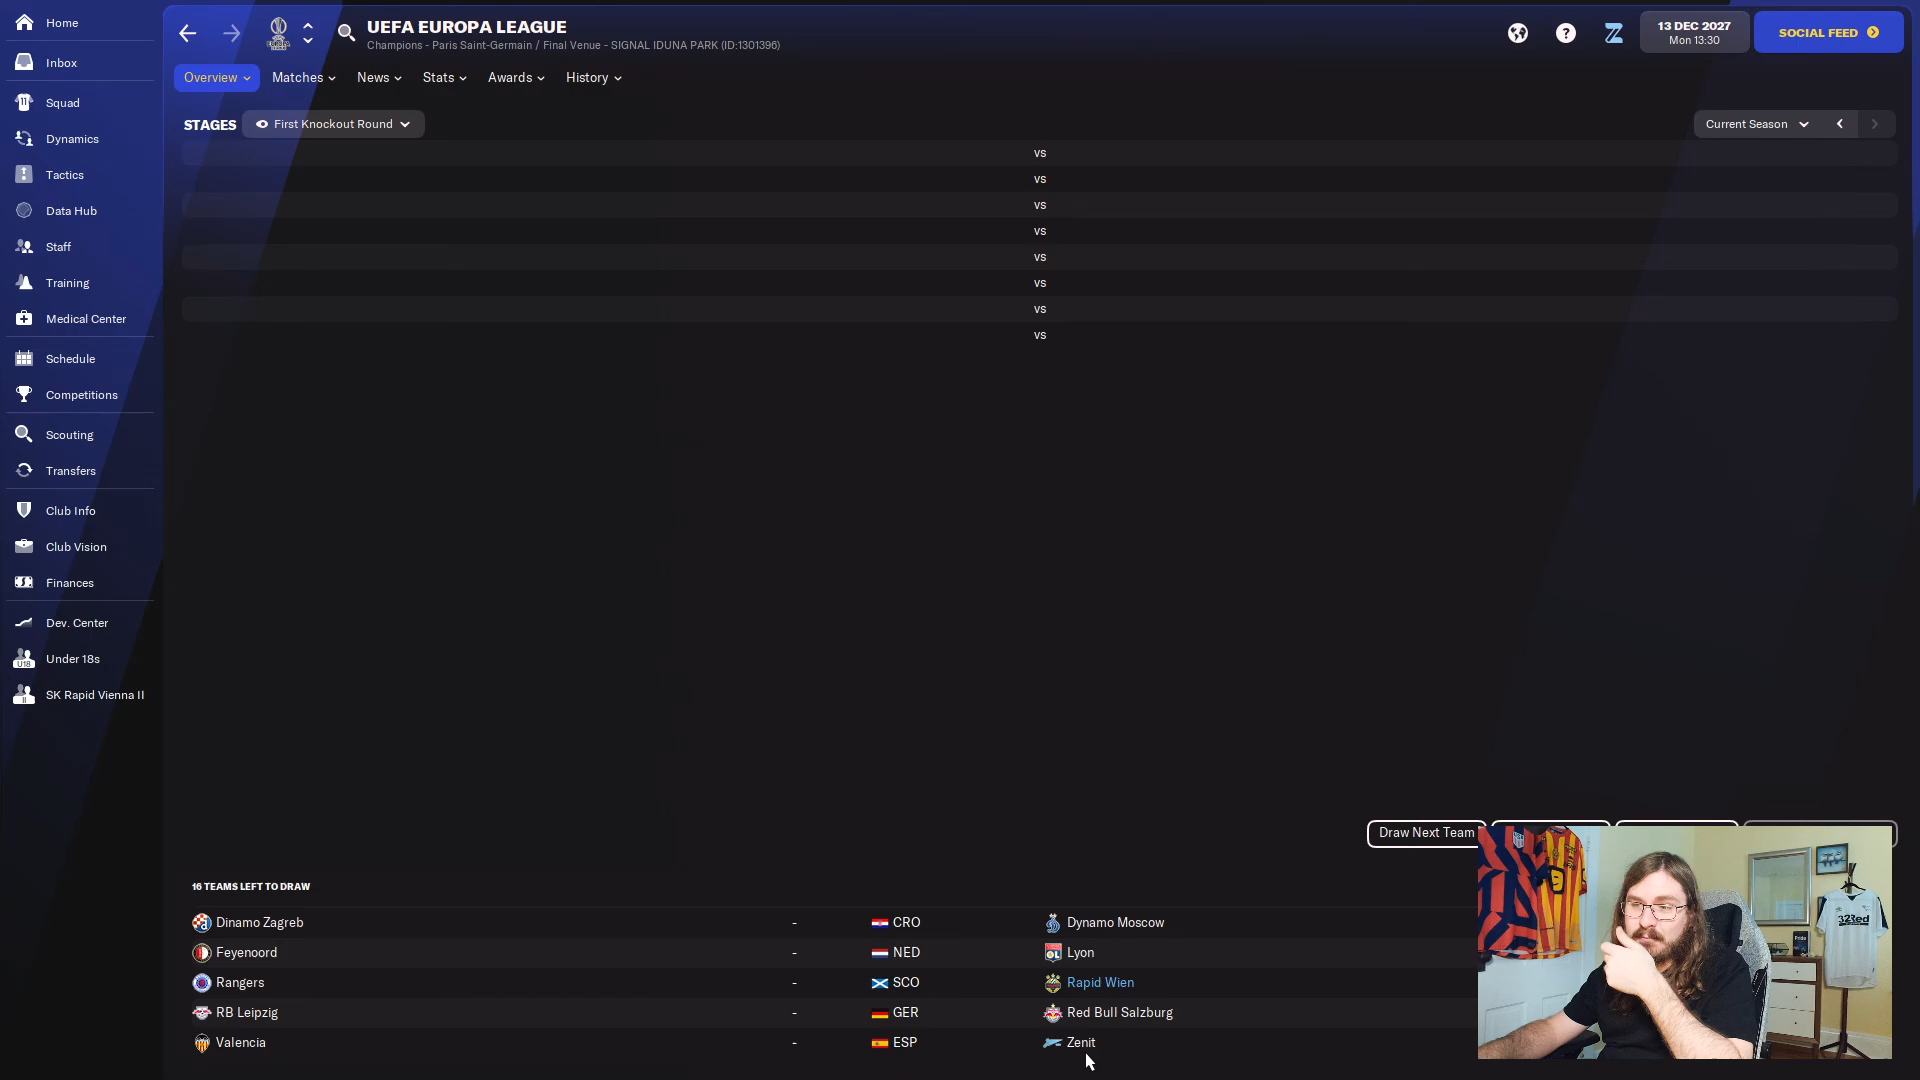 Home
Inbox
Squad
Dynamics
Tactics
Data Hub
Staff
Training
Medical Center
Schedule
Competitions
Scouting
Transfers
Club Info
Club Vision
Finances
Dev. Center
Under 18s
SK Rapid Vienna II
UEFA EUROPA LEAGUE
Champions - Paris Saint-Germain / Final Venue - SIGNAL IDUNA PARK (ID:1301396)
13 DEC 2027
Mon 13:30
SOCIAL FEED
Overview Matches News Stats Awards History
STAGES First Knockout Round Current Season
vs
vs
vs
vs
vs
vs
vs
vs
Draw Next Team
16 TEAMS LEFT TO DRAW
Dinamo Zagreb - CRO Dynamo Moscow
Feyenoord - NED Lyon
Rangers - SCO Rapid Wien
RB Leipzig - GER Red Bull Salzburg
Valencia - ESP Zenit
32Red